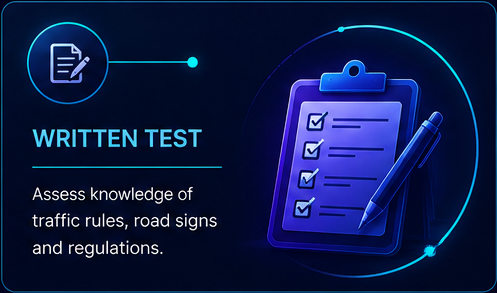 WRITTEN TEST
Assess knowledge of
traffic rules, road signs
and regulations.